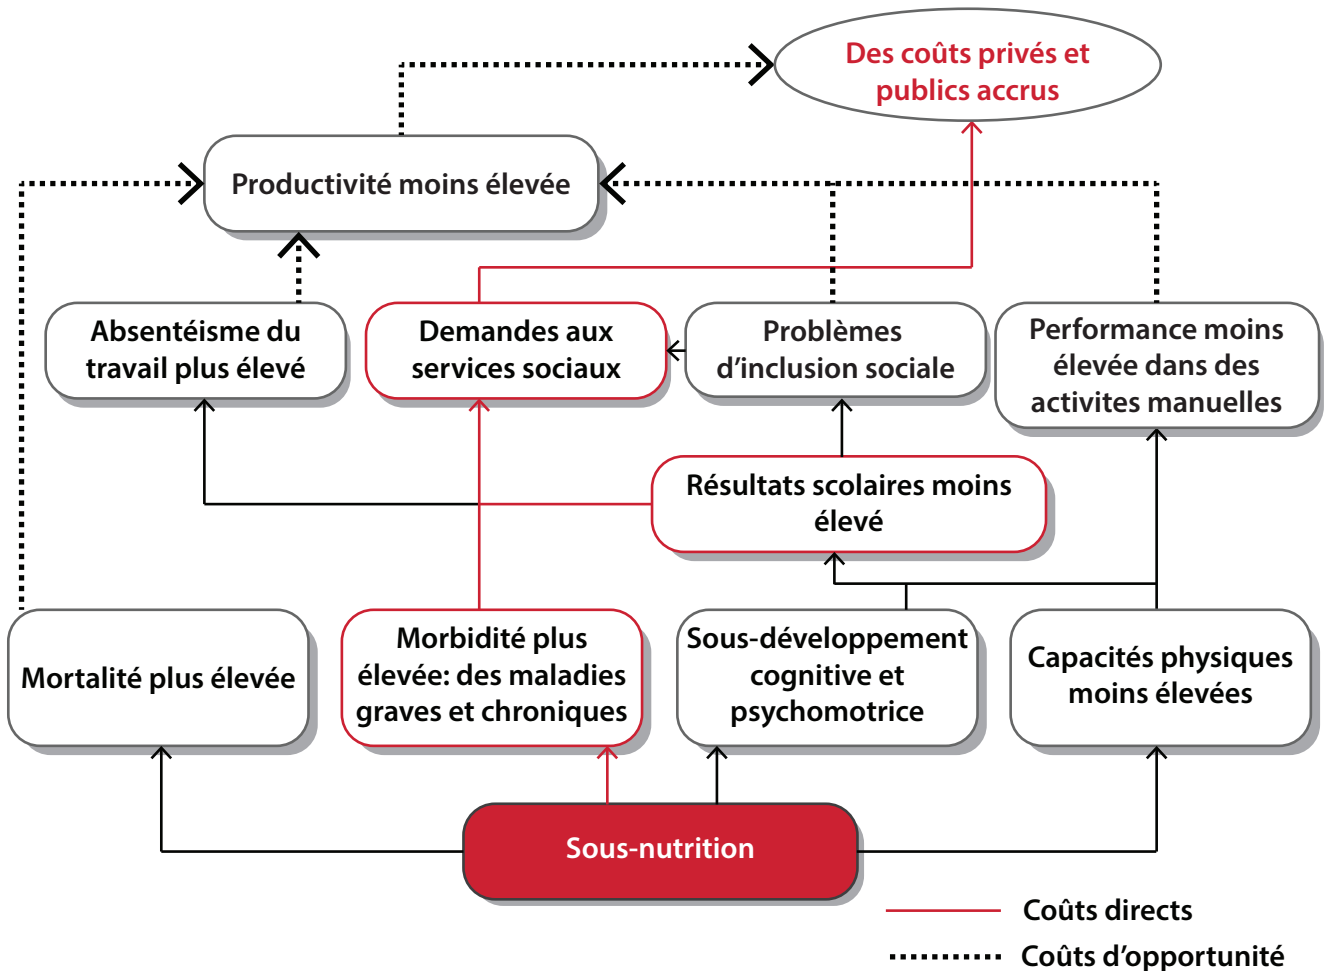 Des coûts privés et
publics accrus
Productivité moins élevée
Absentéisme du
travail plus élevé
Demandes aux
services sociaux
Problèmes
d'inclusion sociale
Performance moins
élevée dans des
activites manuelles
Résultats scolaires moins
élevé
Mortalité plus élevée
Morbidité plus
élevée: des maladies
graves et chroniques
Sous-développement
cognitive et
psychomotrice
Capacités physiques
moins élevées
Sous-nutrition
Coûts directs
Coûts d'opportunité